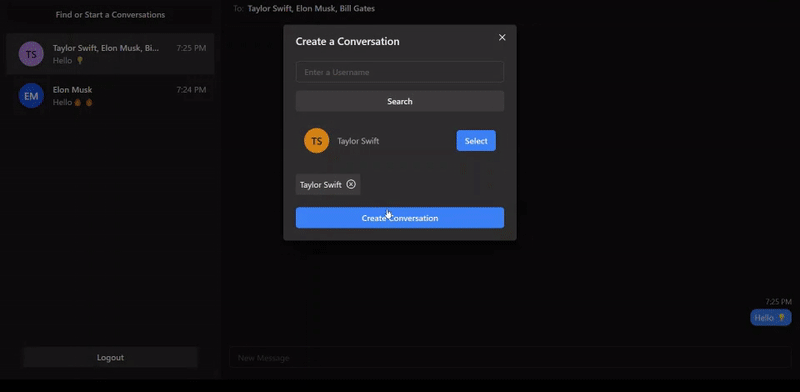 Find or Start a Conversations
TS
Taylor Swift, Elon Musk, Bi...
7:25 PM
Hello
EM
Elon Musk
7:24 PM
Hello
Logout
To: Taylor Swift, Elon Musk, Bill Gates
Create a Conversation
Enter a Username
Search
TS
Taylor Swift
Select
Taylor Swift
Create Conversation
7:25 PM
Hello
New Message